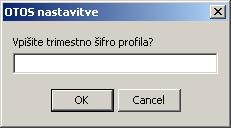 OTOS nastavitve
Vpišite trimestno šifro profila?
OK
Cancel